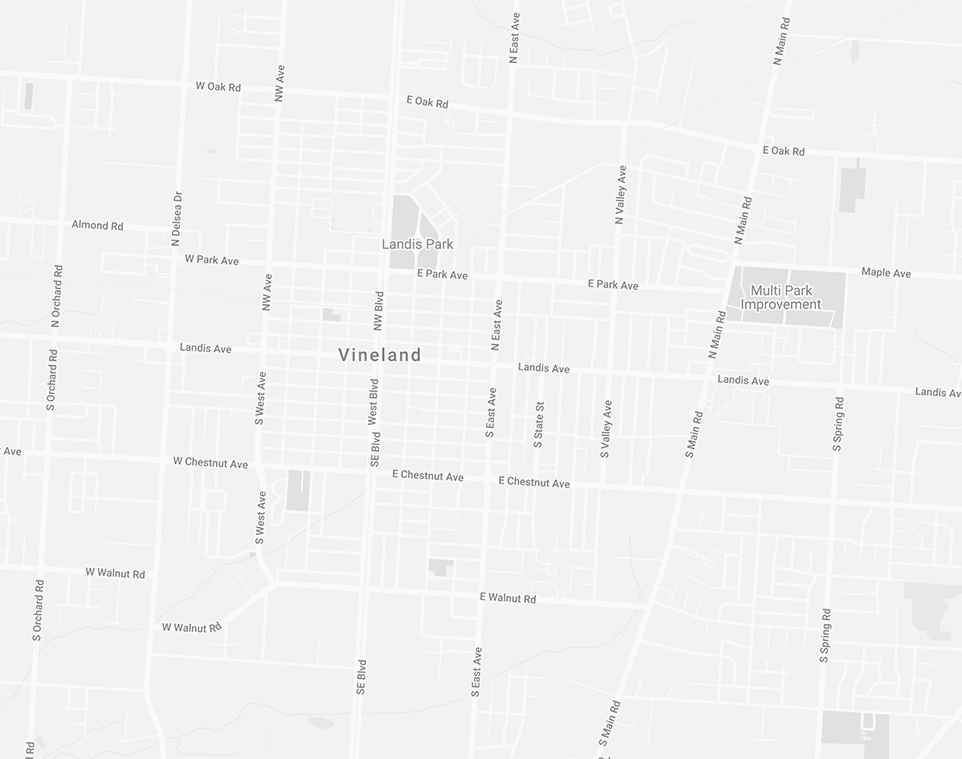 N East Ave
N Main Rd
W Oak Rd
NW Ave
E Oak Rd
E Oak Rd
N Valley Ave
N Delsea Dr
N Main Rd
Almond Rd
Landis Park
W Park Ave
E Park Ave
E Park Ave
Maple Ave
N Orchard Rd
NW Ave
NW Blvd
N East Ave
Multi Park
Improvement
N Main Rd
Landis Ave
Vineland
Landis Ave
Landis Ave
Landis Av
S Orchard Rd
S West Ave
West Blvd
S East Ave
S State St
S Valley Ave
S Main Rd
S Spring Rd
t Ave
W Chestnut Ave
SE Blvd
E Chestnut Ave
E Chestnut Ave
S West Ave
W Walnut Rd
S Orchard Rd
E Walnut Rd
W Walnut Rd
S Spring Rd
SE Blvd
S East Ave
S Main Rd
Rd